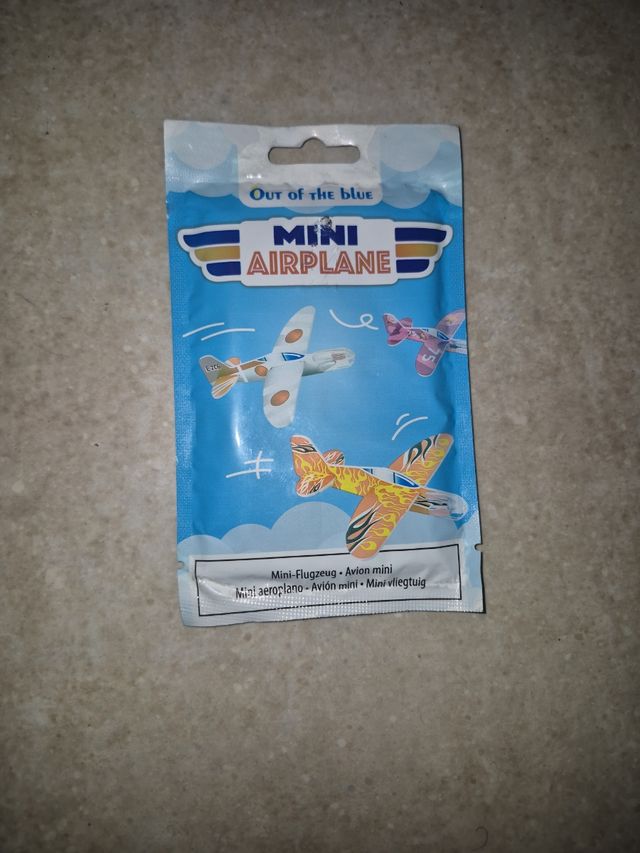 OUT OF THE BLUE
MINI
AIRPLANE
Mini-Flugzeug • Avion mini
Mini aeroplano • Avión mini • Mini vliegtuig